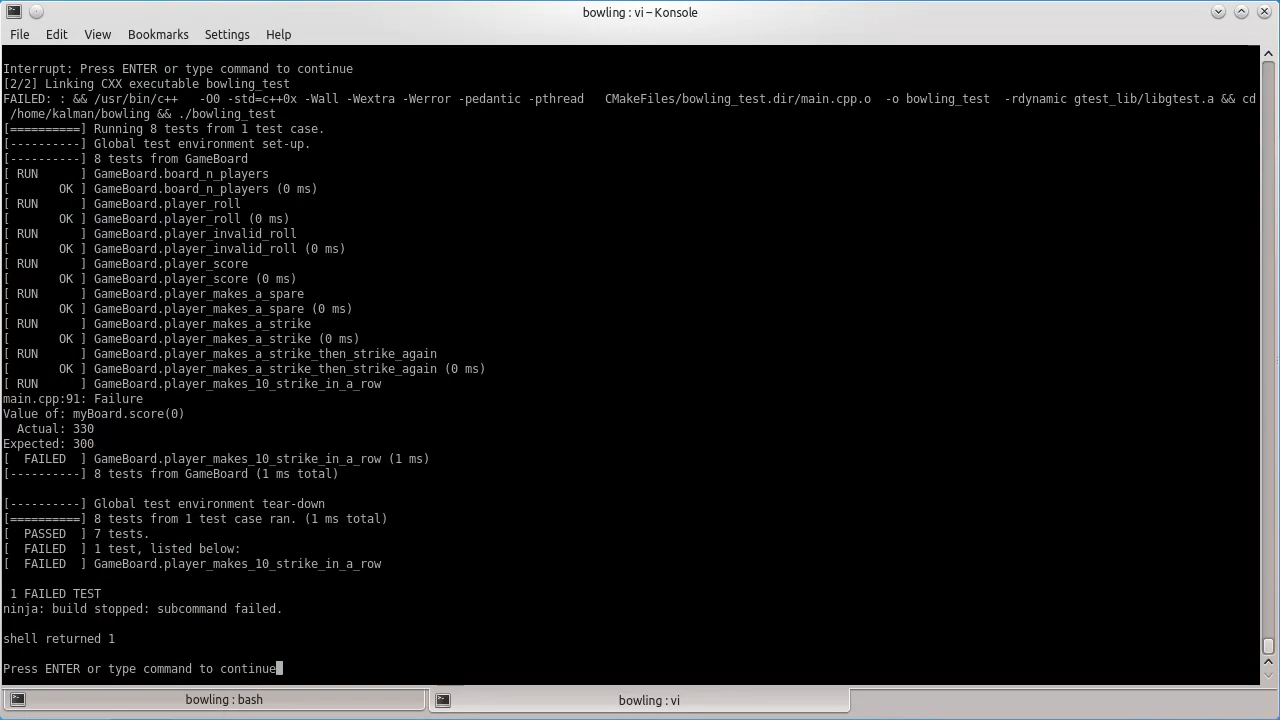 bowling : vi – Konsole
File Edit View Bookmarks Settings Help
Interrupt: Press ENTER or type command to continue
[2/2] Linking CXX executable bowling_test
FAILED: : && /usr/bin/c++   -O0 -std=c++0x -Wall -Wextra -Werror -pedantic -pthread   CMakeFiles/bowling_test.dir/main.cpp.o  -o bowling_test  -rdynamic gtest_lib/libgtest.a && cd
 /home/kalman/bowling && ./bowling_test
[==========] Running 8 tests from 1 test case.
[----------] Global test environment set-up.
[----------] 8 tests from GameBoard
[ RUN      ] GameBoard.board_n_players
[       OK ] GameBoard.board_n_players (0 ms)
[ RUN      ] GameBoard.player_roll
[       OK ] GameBoard.player_roll (0 ms)
[ RUN      ] GameBoard.player_invalid_roll
[       OK ] GameBoard.player_invalid_roll (0 ms)
[ RUN      ] GameBoard.player_score
[       OK ] GameBoard.player_score (0 ms)
[ RUN      ] GameBoard.player_makes_a_spare
[       OK ] GameBoard.player_makes_a_spare (0 ms)
[ RUN      ] GameBoard.player_makes_a_strike
[       OK ] GameBoard.player_makes_a_strike (0 ms)
[ RUN      ] GameBoard.player_makes_a_strike_then_strike_again
[       OK ] GameBoard.player_makes_a_strike_then_strike_again (0 ms)
[ RUN      ] GameBoard.player_makes_10_strike_in_a_row
main.cpp:91: Failure
Value of: myBoard.score(0)
  Actual: 330
Expected: 300
[  FAILED  ] GameBoard.player_makes_10_strike_in_a_row (1 ms)
[----------] 8 tests from GameBoard (1 ms total)
[----------] Global test environment tear-down
[==========] 8 tests from 1 test case ran. (1 ms total)
[  PASSED  ] 7 tests.
[  FAILED  ] 1 test, listed below:
[  FAILED  ] GameBoard.player_makes_10_strike_in_a_row
 1 FAILED TEST
ninja: build stopped: subcommand failed.
shell returned 1
Press ENTER or type command to continue
bowling : bash
bowling : vi